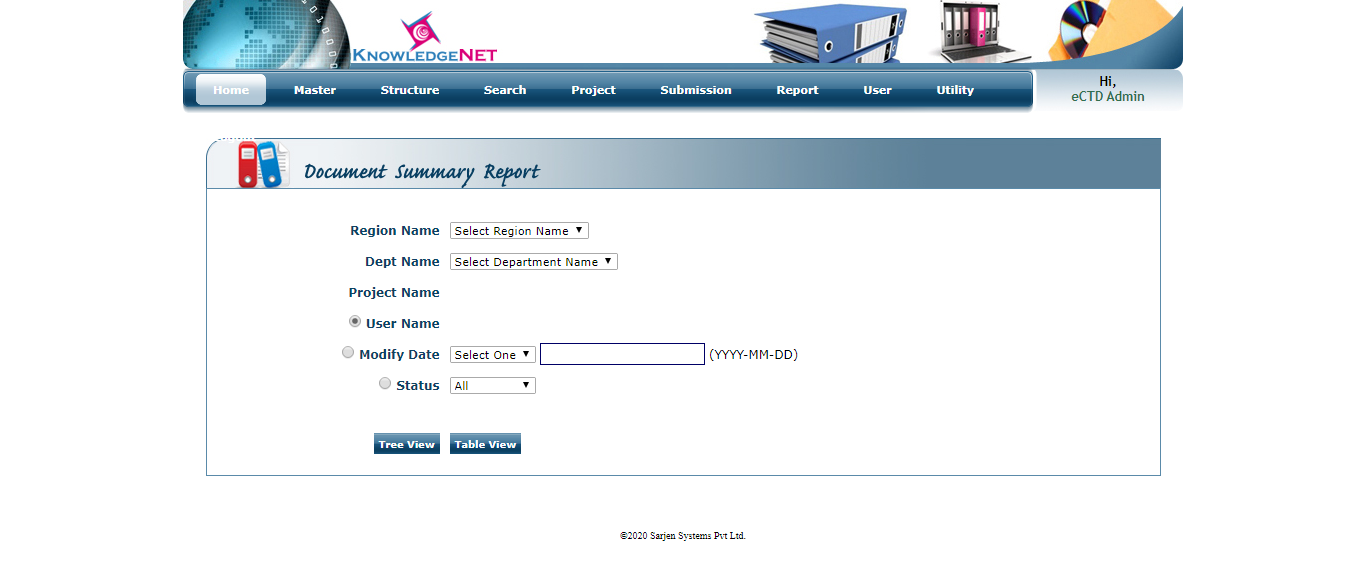 KNOWLEDGENET
Home Master Structure Search Project Submission Report User Utility
Hi,
eCTD Admin
Document Summary Report
Region Name Select Region Name
Dept Name Select Department Name
Project Name
User Name
Modify Date Select One (YYYY-MM-DD)
Status All
Tree View Table View
©2020 Sarjen Systems Pvt Ltd.